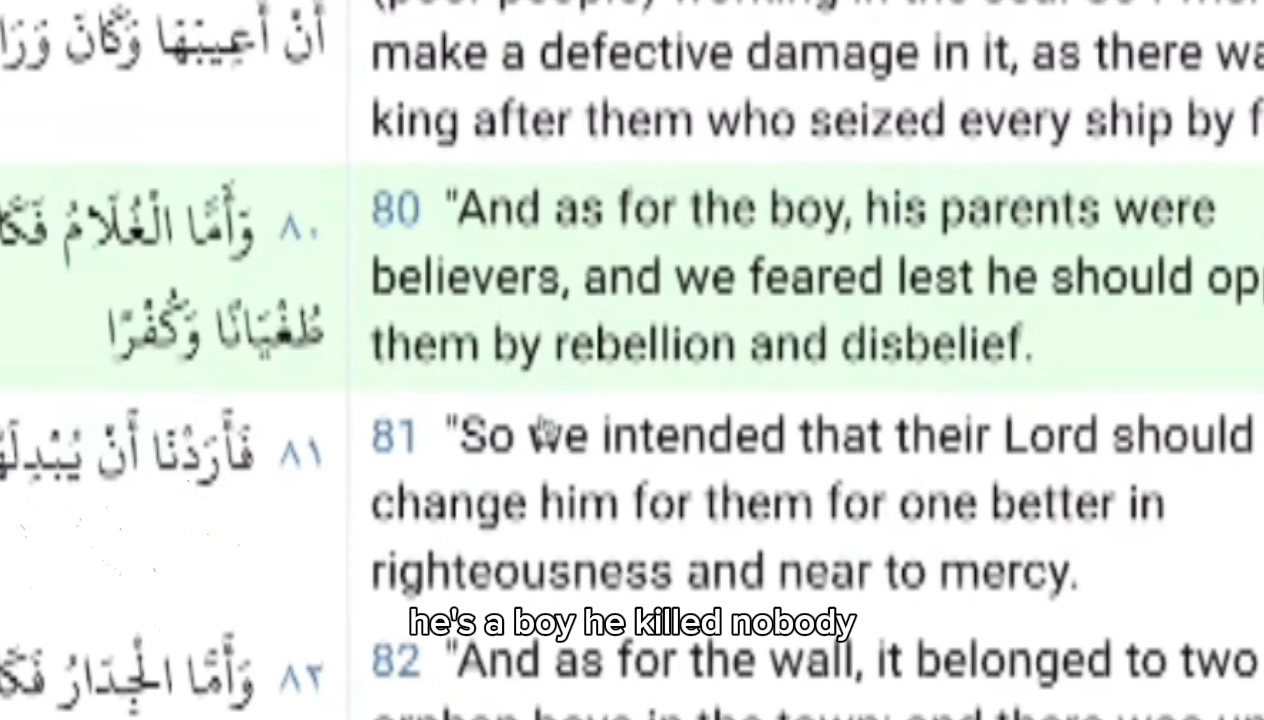 أَنْ أَعِيبَهَا وَكَانَ
make a defective damage in it, as there
king after them who seized every ship by
٨٠ وَأَمَّا الْغُلَامُ
طُغْيَانًا وَكُفْرًا
80 "And as for the boy, his parents were
believers, and we feared lest he should
them by rebellion and disbelief.
٨١ فَأَرَدْنَا أَنْ
81 "So we intended that their Lord should
change him for them for one better in
righteousness and near to mercy.
he's a boy he killed nobody
٨٢ وَأَمَّا الْجِدَارُ
82 "And as for the wall, it belonged to two